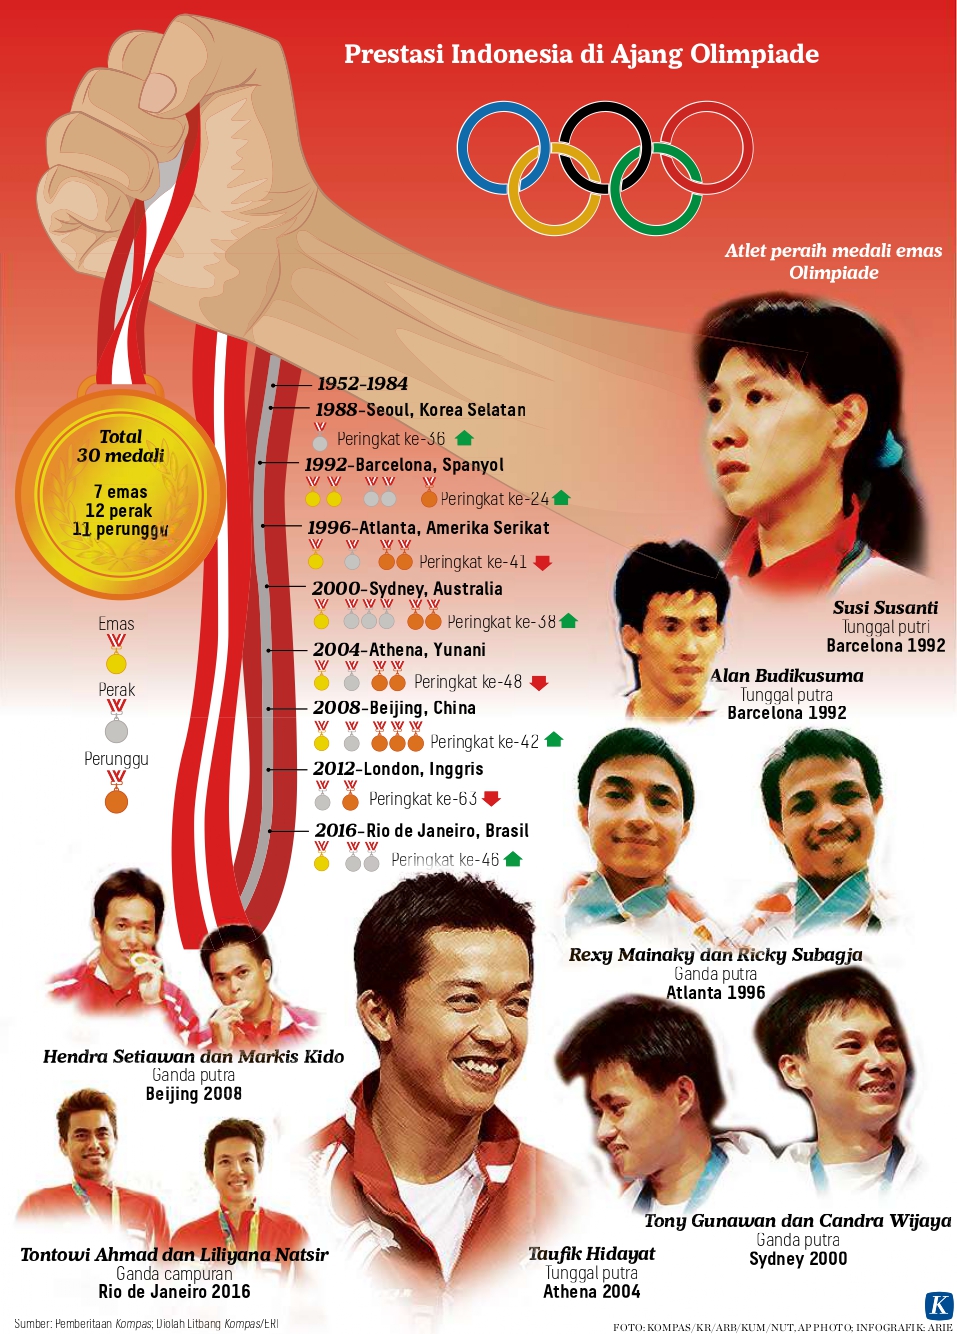 Prestasi Indonesia di Ajang Olimpiade
Atlet peraih medali emas
Olimpiade
Total
30 medali
7 emas
12 perak
11 perunggu
Emas
Perak
Perunggu
1952-1984
1988-Seoul, Korea Selatan
Peringkat ke-36
1992-Barcelona, Spanyol
Peringkat ke-24
1996-Atlanta, Amerika Serikat
Peringkat ke-41
2000-Sydney, Australia
Peringkat ke-38
2004-Athena, Yunani
Peringkat ke-48
2008-Beijing, China
Peringkat ke-42
2012-London, Inggris
Peringkat ke-63
2016-Rio de Janeiro, Brasil
Peringkat ke-46
Susi Susanti
Tunggal putri
Barcelona 1992
Alan Budikusuma
Tunggal putra
Barcelona 1992
Rexy Mainaky dan Ricky Subagja
Ganda putra
Atlanta 1996
Hendra Setiawan dan Markis Kido
Ganda putra
Beijing 2008
Tony Gunawan dan Candra Wijaya
Ganda putra
Sydney 2000
Tontowi Ahmad dan Liliyana Natsir
Ganda campuran
Rio de Janeiro 2016
Taufik Hidayat
Tunggal putra
Athena 2004
K
Sumber: Pemberitaan Kompas; Diolah Litbang Kompas/ERI
FOTO: KOMPAS/KR/ARB/KUM/NUT, AP PHOTO; INFOGRAFIK: ARIE